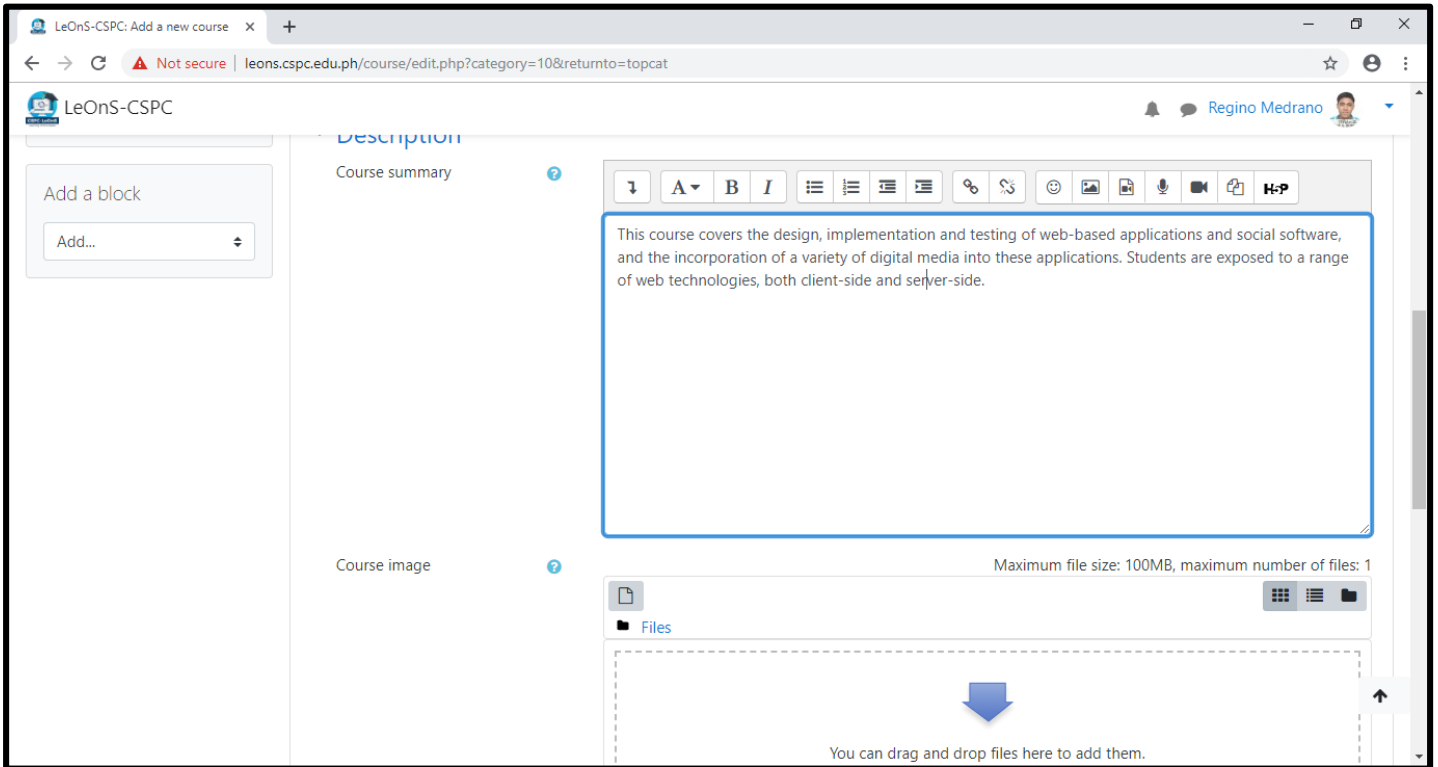 LeOnS-CSPC: Add a new course
Not secure | leons.cspc.edu.ph/course/edit.php?category=10&returnto=topcat
LeOnS-CSPC
Regino Medrano
Description
Course summary
Add a block
Add...
A B I
H-P
This course covers the design, implementation and testing of web-based applications and social software,
and the incorporation of a variety of digital media into these applications. Students are exposed to a range
of web technologies, both client-side and server-side.
Course image
Maximum file size: 100MB, maximum number of files: 1
Files
You can drag and drop files here to add them.